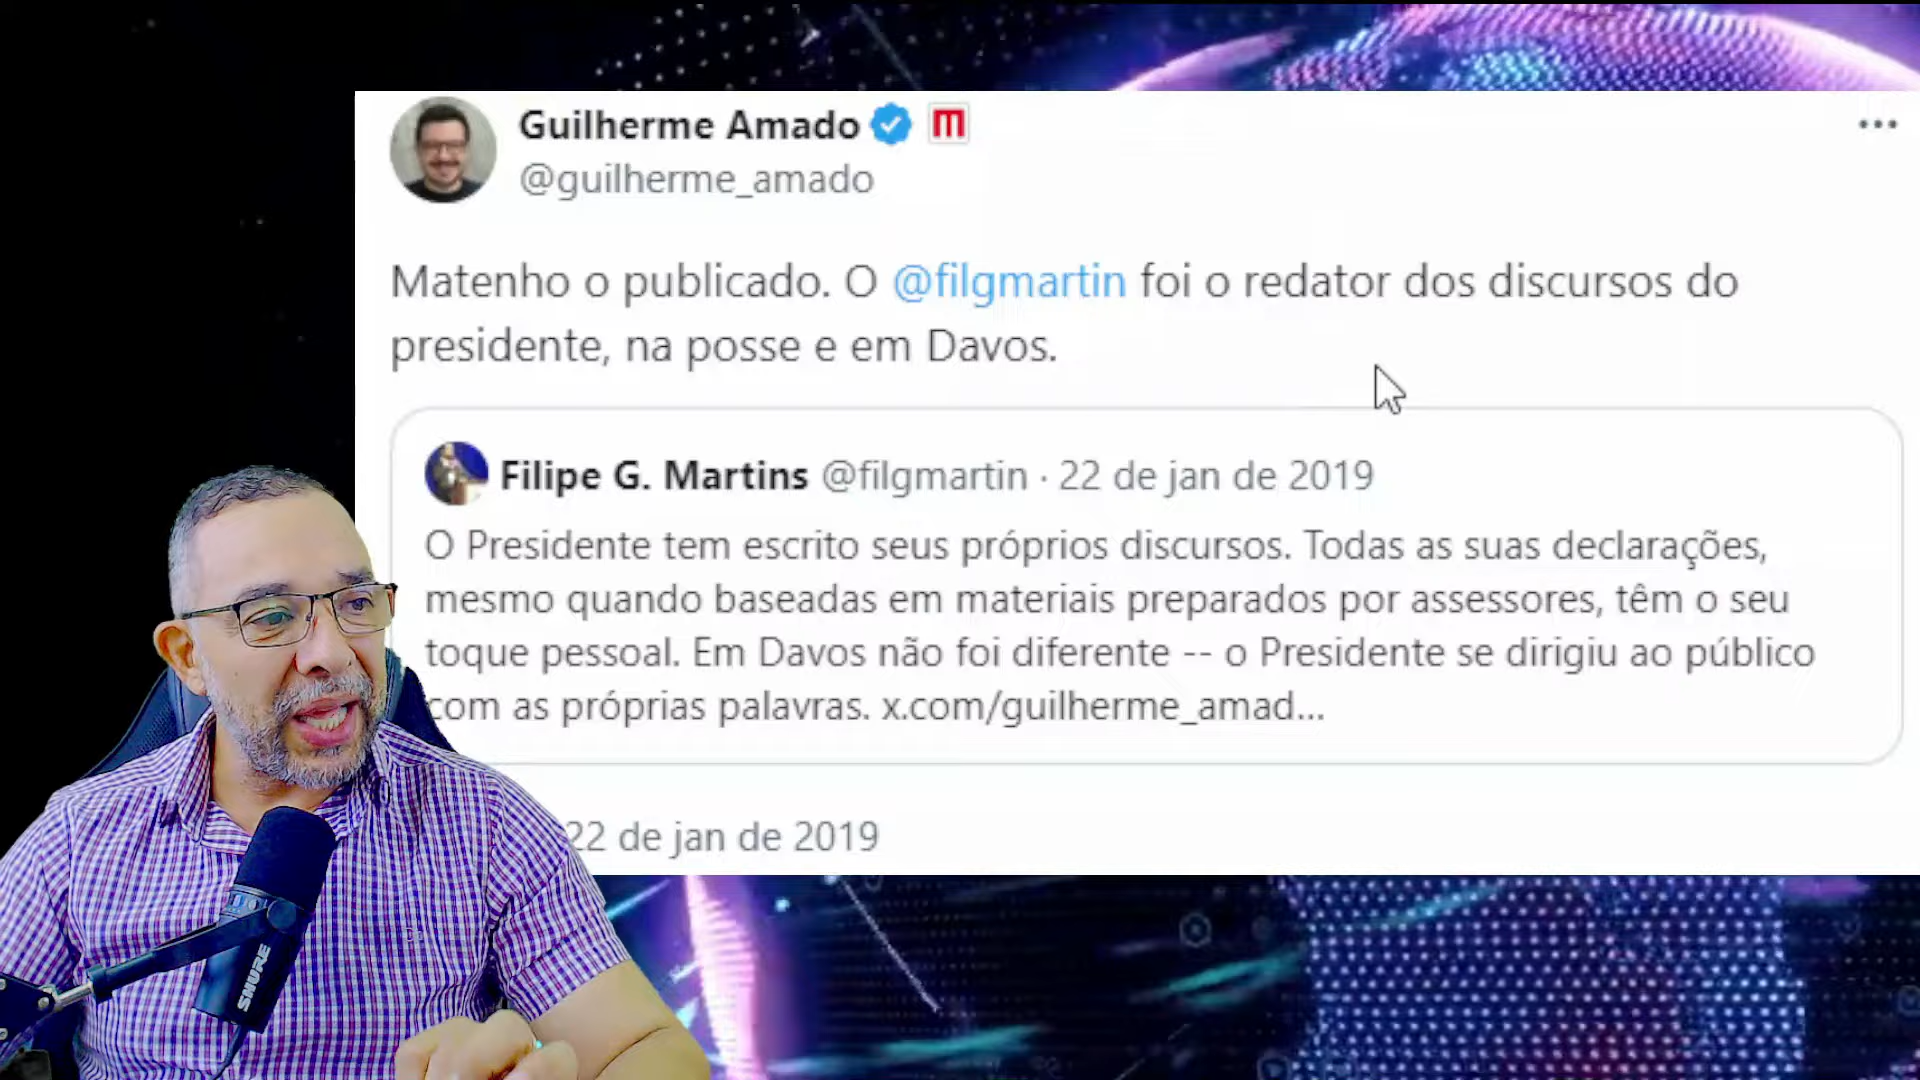 Guilherme Amado
@guilherme_amado
Matenho o publicado. O @filgmartin foi o redator dos discursos do
presidente, na posse e em Davos.
Filipe G. Martins @filgmartin · 22 de jan de 2019
O Presidente tem escrito seus próprios discursos. Todas as suas declarações,
mesmo quando baseadas em materiais preparados por assessores, têm o seu
toque pessoal. Em Davos não foi diferente -- o Presidente se dirigiu ao público
com as próprias palavras. x.com/guilherme_amad...
22 de jan de 2019
SHURE